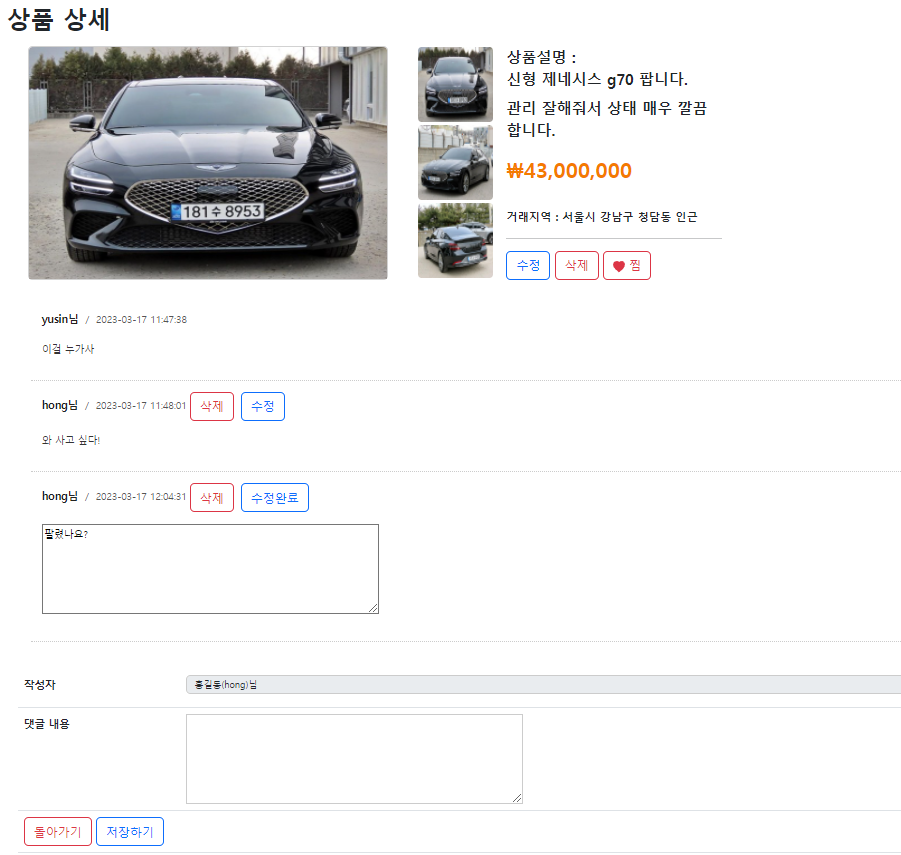 상품 상세
181수 8953
상품설명 :
신형 제네시스 g70 팝니다.
관리 잘해줘서 상태 매우 깔끔
합니다.
₩43,000,000
거래지역 : 서울시 강남구 청담동 인근
수정 삭제 찜
yusin님 / 2023-03-17 11:47:38
이걸 누가사
hong님 / 2023-03-17 11:48:01 삭제 수정
와 사고 싶다!
hong님 / 2023-03-17 12:04:31 삭제 수정완료
팔렸나요?
작성자 홍길동(hong)님
댓글 내용
돌아가기 저장하기